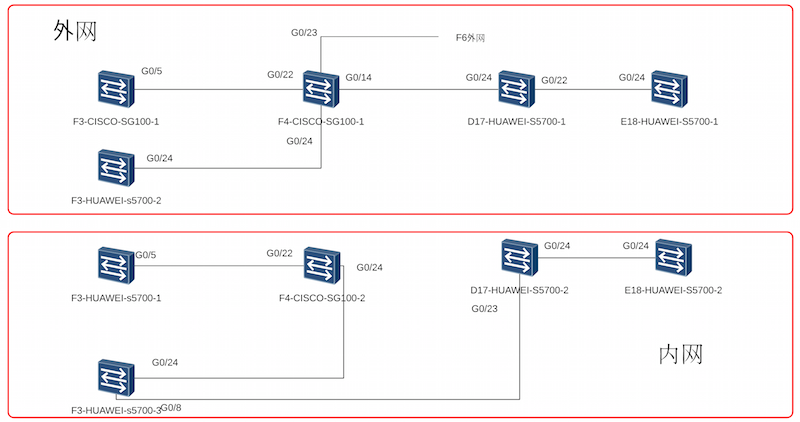 外网
G0/23
F6外网
G0/5
G0/22
G0/14
G0/24
G0/22
G0/24
F3-CISCO-SG100-1
F4-CISCO-SG100-1
D17-HUAWEI-S5700-1
E18-HUAWEI-S5700-1
G0/24
G0/24
F3-HUAWEI-s5700-2
G0/5
G0/22
G0/24
G0/24
G0/24
F3-HUAWEI-s5700-1
F4-CISCO-SG100-2
D17-HUAWEI-S5700-2
E18-HUAWEI-S5700-2
G0/23
内网
G0/24
F3-HUAWEI-s5700-3
G0/8